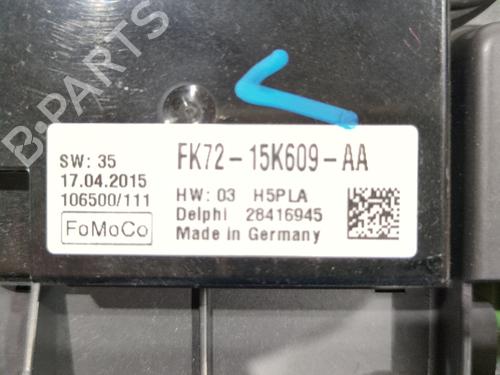 B-PARTS
SW: 35
17.04.2015
106500/111
FoMoCo
FK72-15K609-AA
HW: 03 H5PLA
Delphi 28416945
Made in Germany